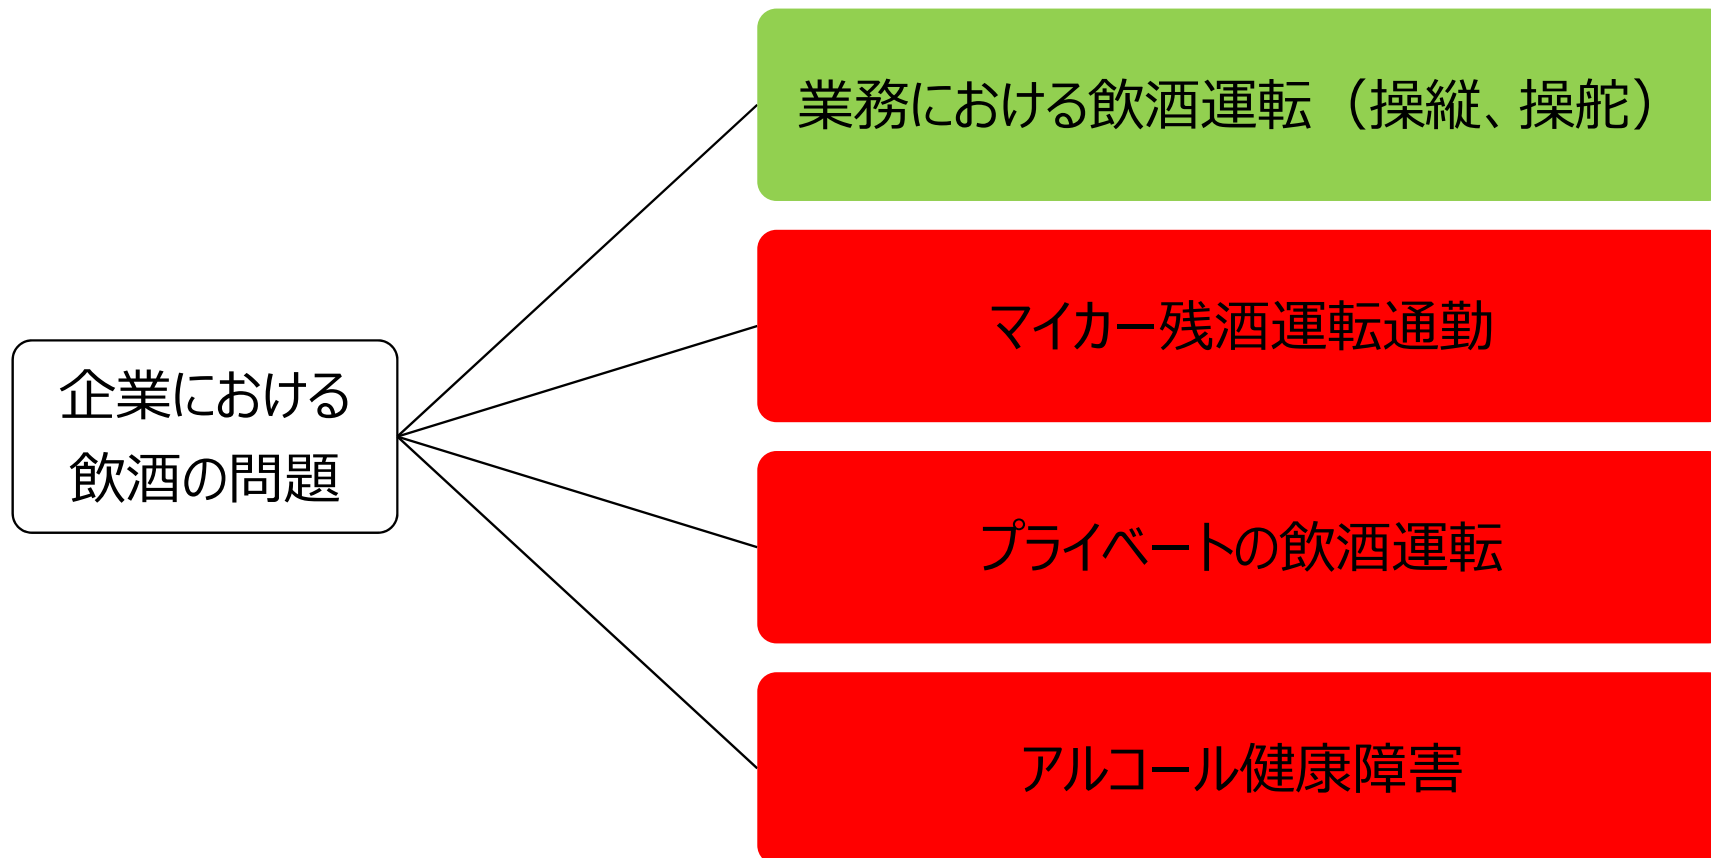 業務における飲酒運転（操縦、操舵）
マイカー残酒運転通勤
企業における
飲酒の問題
プライベートの飲酒運転
アルコール健康障害